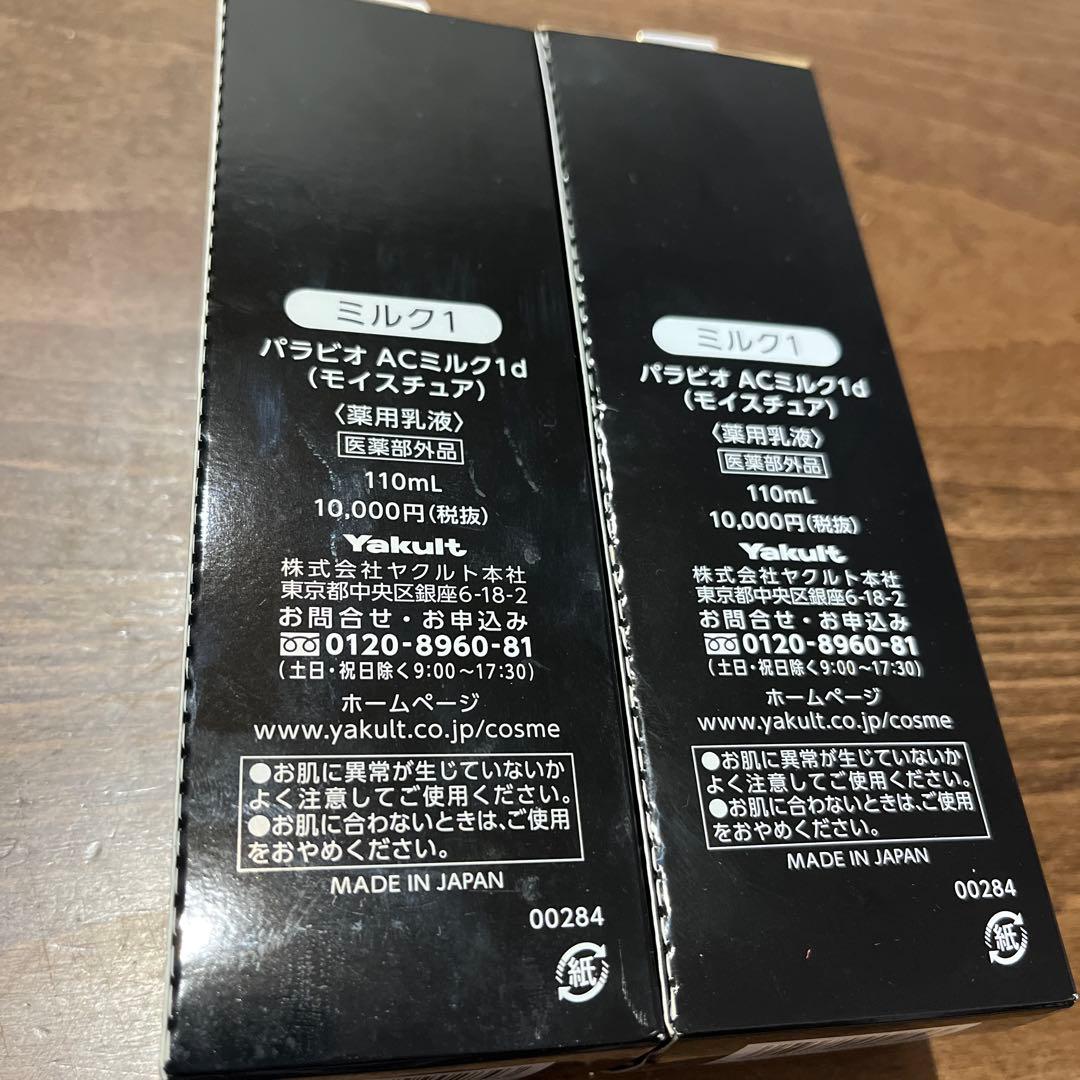 ミルク1
パラビオ ACミルク1d
(モイスチュア)
〈薬用乳液〉
医薬部外品
110mL
10,000円(税抜)
Yakult
株式会社ヤクルト本社
東京都中央区銀座6-18-2
お問合せ・お申込み
0120-8960-81
(土日・祝日除く9:00〜17:30)
ホームページ
www.yakult.co.jp/cosme
●お肌に異常が生じていないか
よく注意してご使用ください。
●お肌に合わないときは、ご使用
をおやめください。
MADE IN JAPAN
00284
紙
ミルク1
パラビオ ACミルク1d
(モイスチュア)
〈薬用乳液〉
医薬部外品
110mL
10,000円(税抜)
Yakult
株式会社ヤクルト本社
東京都中央区銀座6-18-2
お問合せ・お申込み
0120-8960-81
(土日・祝日除く9:00〜17:30)
ホームページ
www.yakult.co.jp/cosme
●お肌に異常が生じていないか
よく注意してご使用ください。
●お肌に合わないときは、ご使用
をおやめください。
MADE IN JAPAN
00284
紙